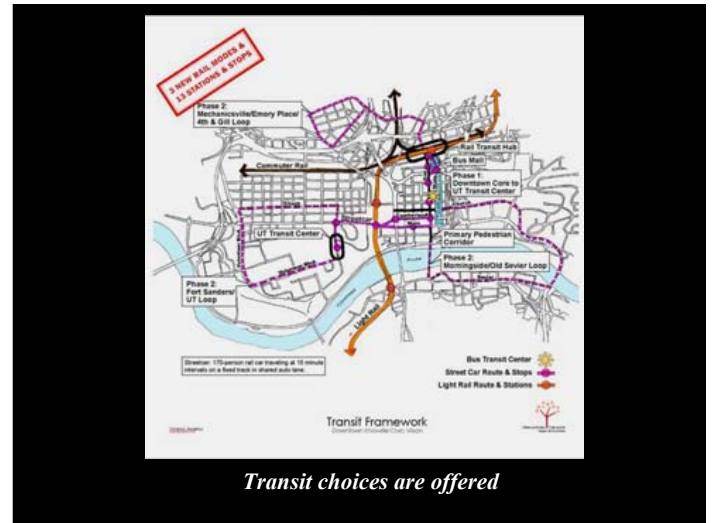 3 NEW RAIL MODES &
13 STATIONS & STOPS
Phase 2:
Mechanicsville/Emory Place/
4th & Gill Loop
Commuter Rail
Rail Transit Hub
Bus Mall
Phase 1:
Downtown Core to
UT Transit Center
Streetcar
UT Transit Center
Primary Pedestrian
Corridor
Phase 2:
Morningside/Old Sevier Loop
Phase 2:
Fort Sanders/
UT Loop
Light Rail
Streetcar: 170-person rail car traveling at 15 minute
intervals on a fixed track in shared auto lane.
Bus Transit Center
Street Car Route & Stops
Light Rail Route & Stations
Transit Framework
Downtown Knoxville Civic Vision
Transit choices are offered